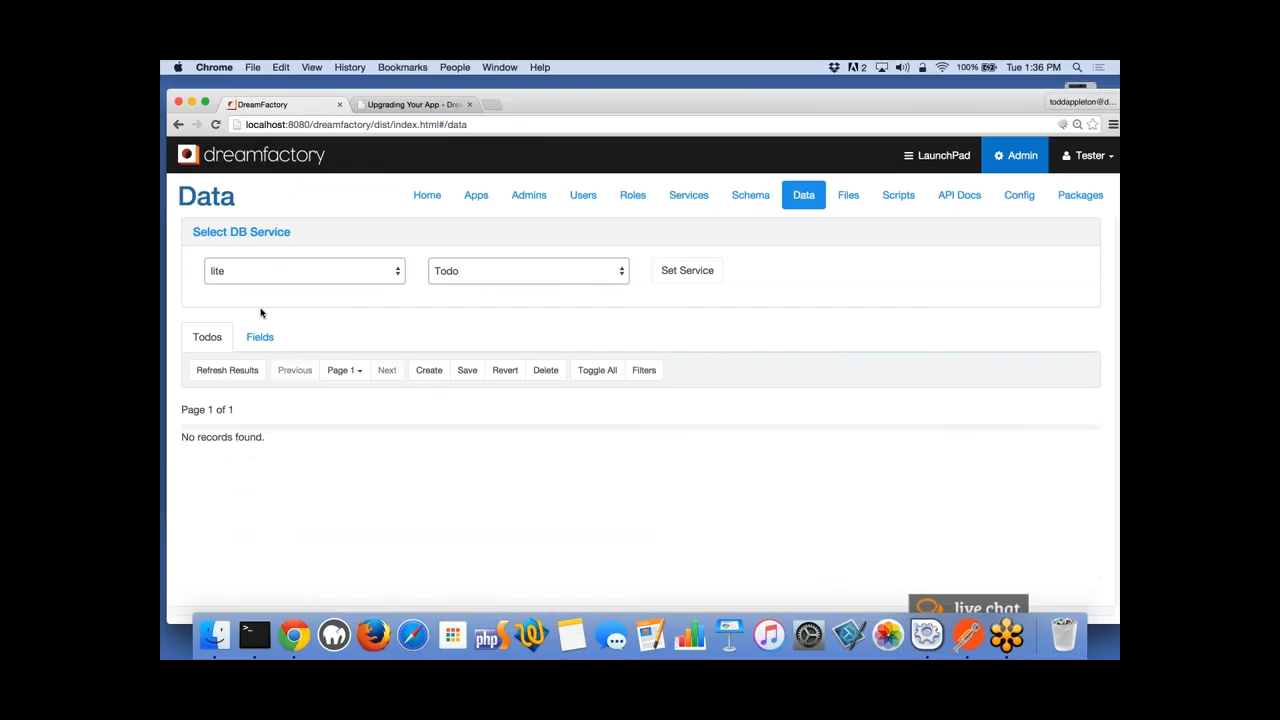 Chrome File Edit View History Bookmarks People Window Help 2 100% Tue 1:36 PM
DreamFactory Upgrading Your App - Dre toddappleton@d...
localhost:8080/dreamfactory/dist/index.html#/data
dreamfactory LaunchPad Admin Tester
Data Home Apps Admins Users Roles Services Schema Data Files Scripts API Docs Config Packages
Select DB Service
lite Todo Set Service
Todos Fields
Refresh Results Previous Page 1 Next Create Save Revert Delete Toggle All Filters
Page 1 of 1
No records found.
live chat
php